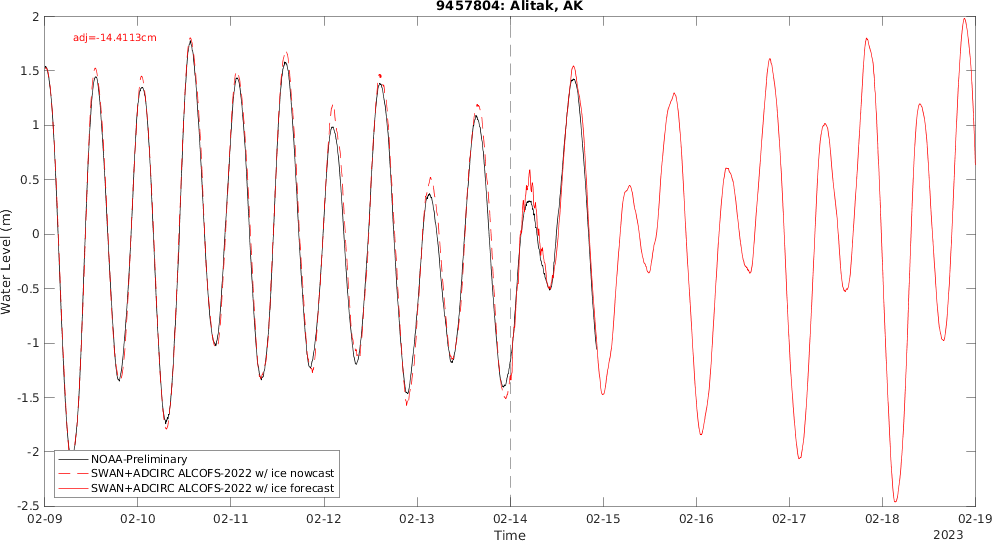 9457804: Alitak, AK
adj=-14.4113cm
2
1.5
1
0.5
0
-0.5
-1
-1.5
-2
-2.5
Water Level (m)
NOAA-Preliminary
SWAN+ADCIRC ALCOFS-2022 w/ ice nowcast
SWAN+ADCIRC ALCOFS-2022 w/ ice forecast
02-09 02-10 02-11 02-12 02-13 02-14 02-15 02-16 02-17 02-18 02-19
Time
2023